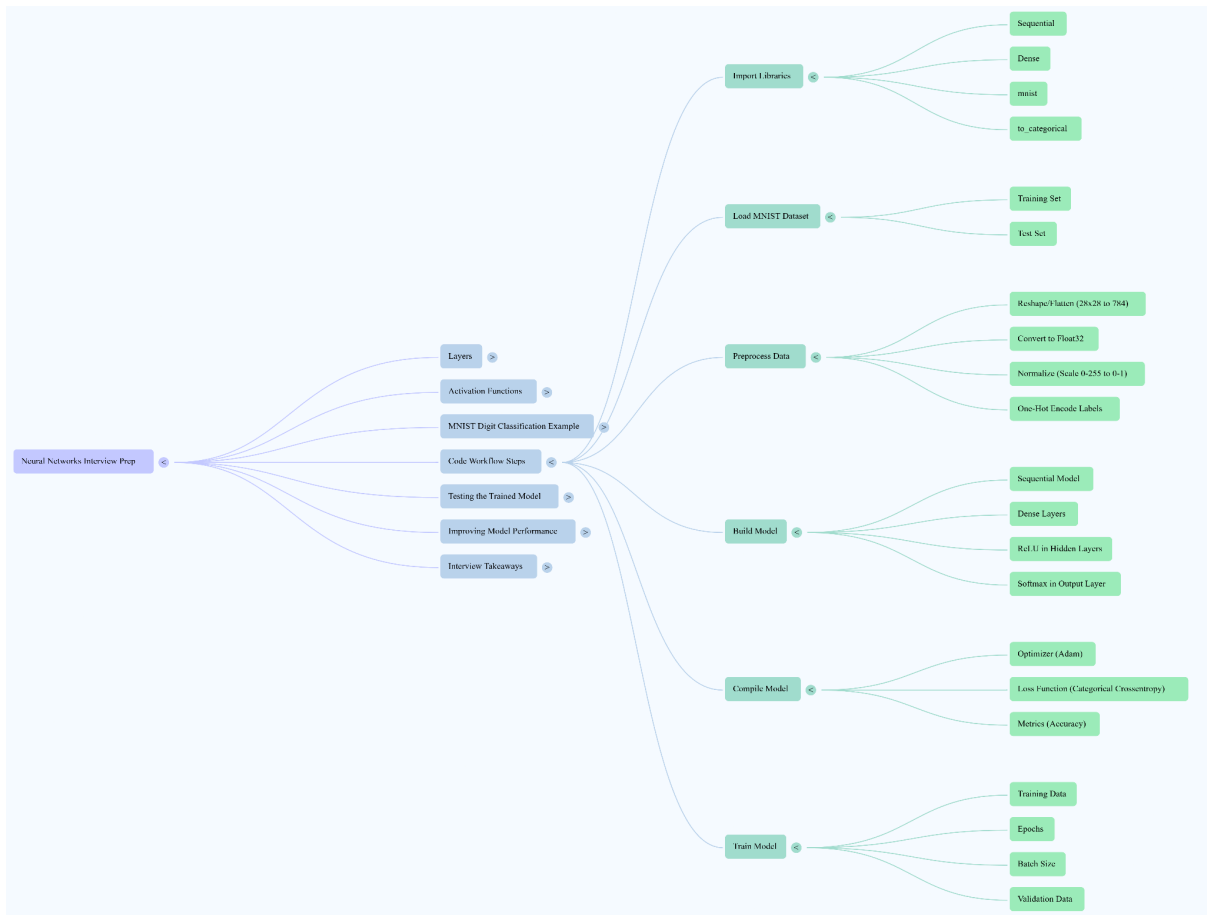 Neural Networks Interview Prep
<
Layers
>
Activation Functions
>
MNIST Digit Classification Example
>
Code Workflow Steps
<
Testing the Trained Model
>
Improving Model Performance
>
Interview Takeaways
>
Import Libraries
<
Sequential
Dense
mnist
to_categorical
Load MNIST Dataset
<
Training Set
Test Set
Preprocess Data
<
Reshape/Flatten (28x28 to 784)
Convert to Float32
Normalize (Scale 0-255 to 0-1)
One-Hot Encode Labels
Build Model
<
Sequential Model
Dense Layers
ReLU in Hidden Layers
Softmax in Output Layer
Compile Model
<
Optimizer (Adam)
Loss Function (Categorical Crossentropy)
Metrics (Accuracy)
Train Model
<
Training Data
Epochs
Batch Size
Validation Data